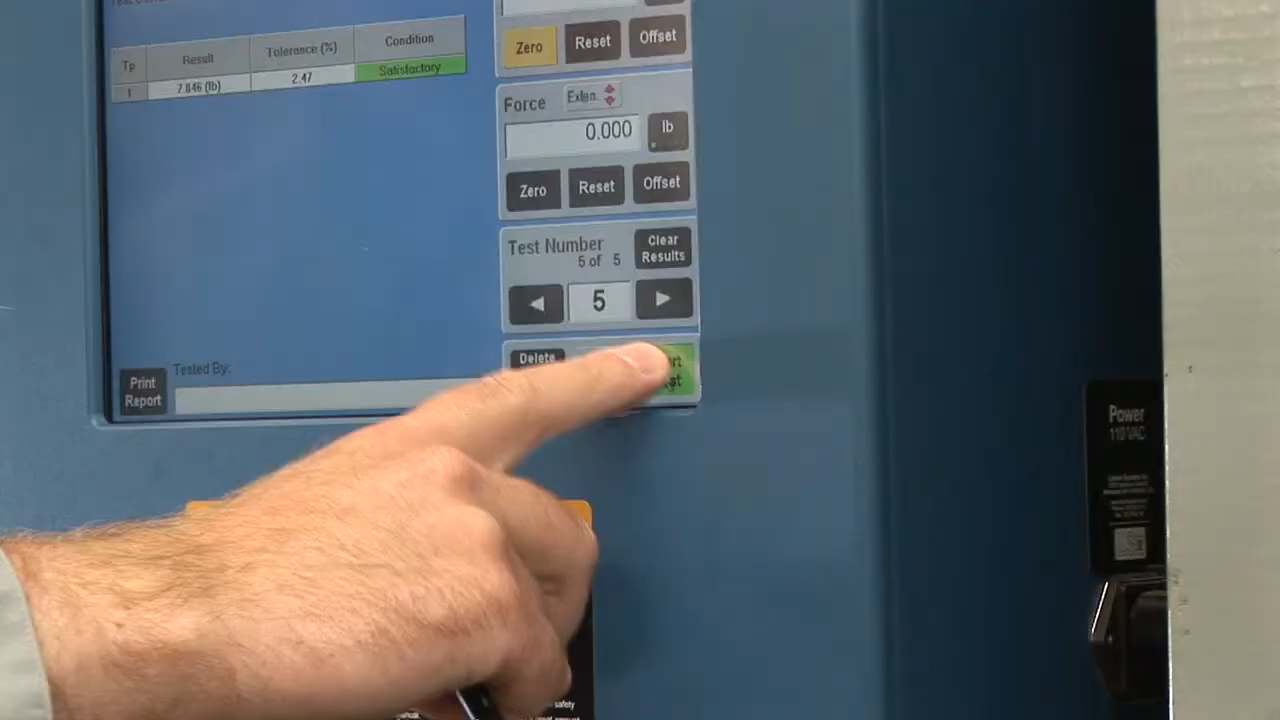 Tp Result Tolerance (%) Condition
1 7.846 (lb) 2.47 Satisfactory
Zero Reset Offset
Force Exten.
0.000 lb
Zero Reset Offset
Test Number
5 of 5
Clear
Results
5
Delete
Print
Report
Tested By:
Power
110 VAC
safety